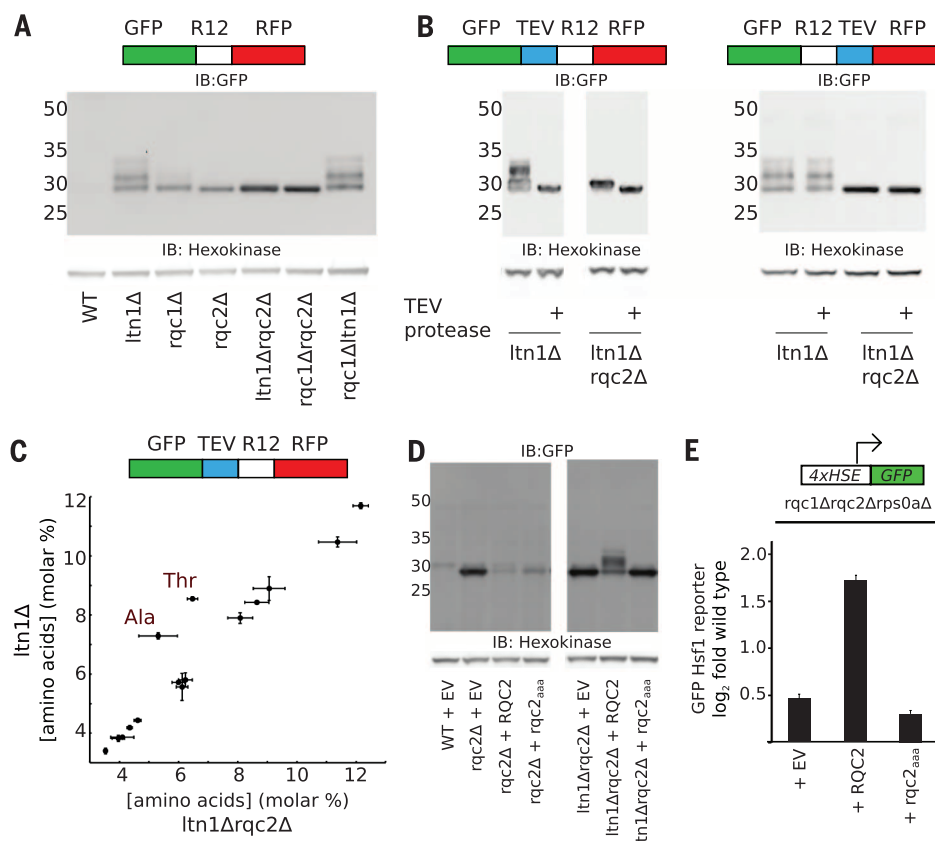 A
GFP R12 RFP
IB:GFP
50
35
30
25
IB: Hexokinase
WT
ltn1Δ
rqc1Δ
rqc2Δ
ltn1Δrqc2Δ
rqc1Δrqc2Δ
rqc1Δltn1Δ
B
GFP TEV R12 RFP
IB:GFP
50
35
30
25
IB: Hexokinase
TEV protease
+ +
ltn1Δ
ltn1Δ rqc2Δ
GFP R12 TEV RFP
IB:GFP
50
35
30
25
IB: Hexokinase
+ +
ltn1Δ
ltn1Δ rqc2Δ
C
GFP TEV R12 RFP
ltn1Δ
[amino acids] (molar %)
12
10
8
6
4
Thr
Ala
4 6 8 10 12
[amino acids] (molar %)
ltn1Δrqc2Δ
D
IB:GFP
50
35
30
25
IB: Hexokinase
WT + EV
rqc2Δ + EV
rqc2Δ + RQC2
rqc2Δ + rqc2aaa
ltn1Δrqc2Δ + EV
ltn1Δrqc2Δ + RQC2
tn1Δrqc2Δ + rqc2aaa
E
4xHSE GFP
rqc1Δrqc2Δrps0aΔ
GFP Hsf1 reporter
log2 fold wild type
2.0
1.5
1.0
0.5
+ EV
+ RQC2
+ rqc2aaa